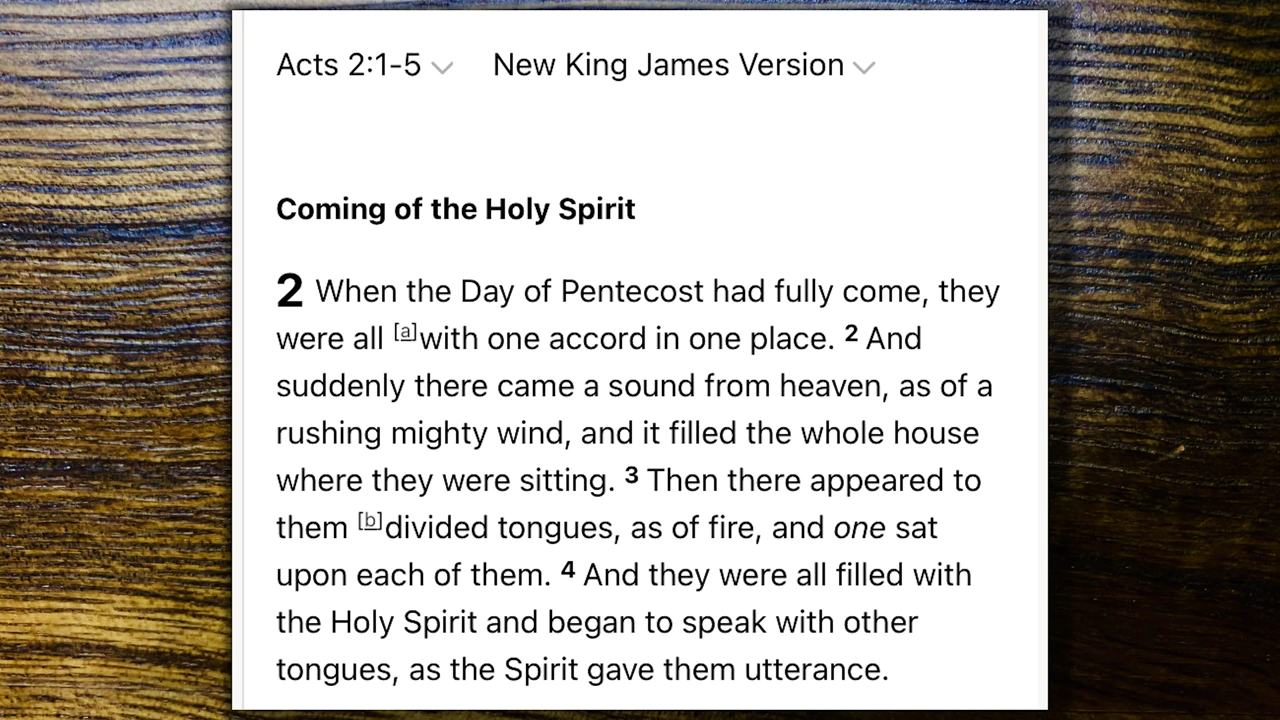 Acts 2:1-5 New King James Version
Coming of the Holy Spirit
2 When the Day of Pentecost had fully come, they
were all [a]with one accord in one place. 2 And
suddenly there came a sound from heaven, as of a
rushing mighty wind, and it filled the whole house
where they were sitting. 3 Then there appeared to
them [b]divided tongues, as of fire, and one sat
upon each of them. 4 And they were all filled with
the Holy Spirit and began to speak with other
tongues, as the Spirit gave them utterance.